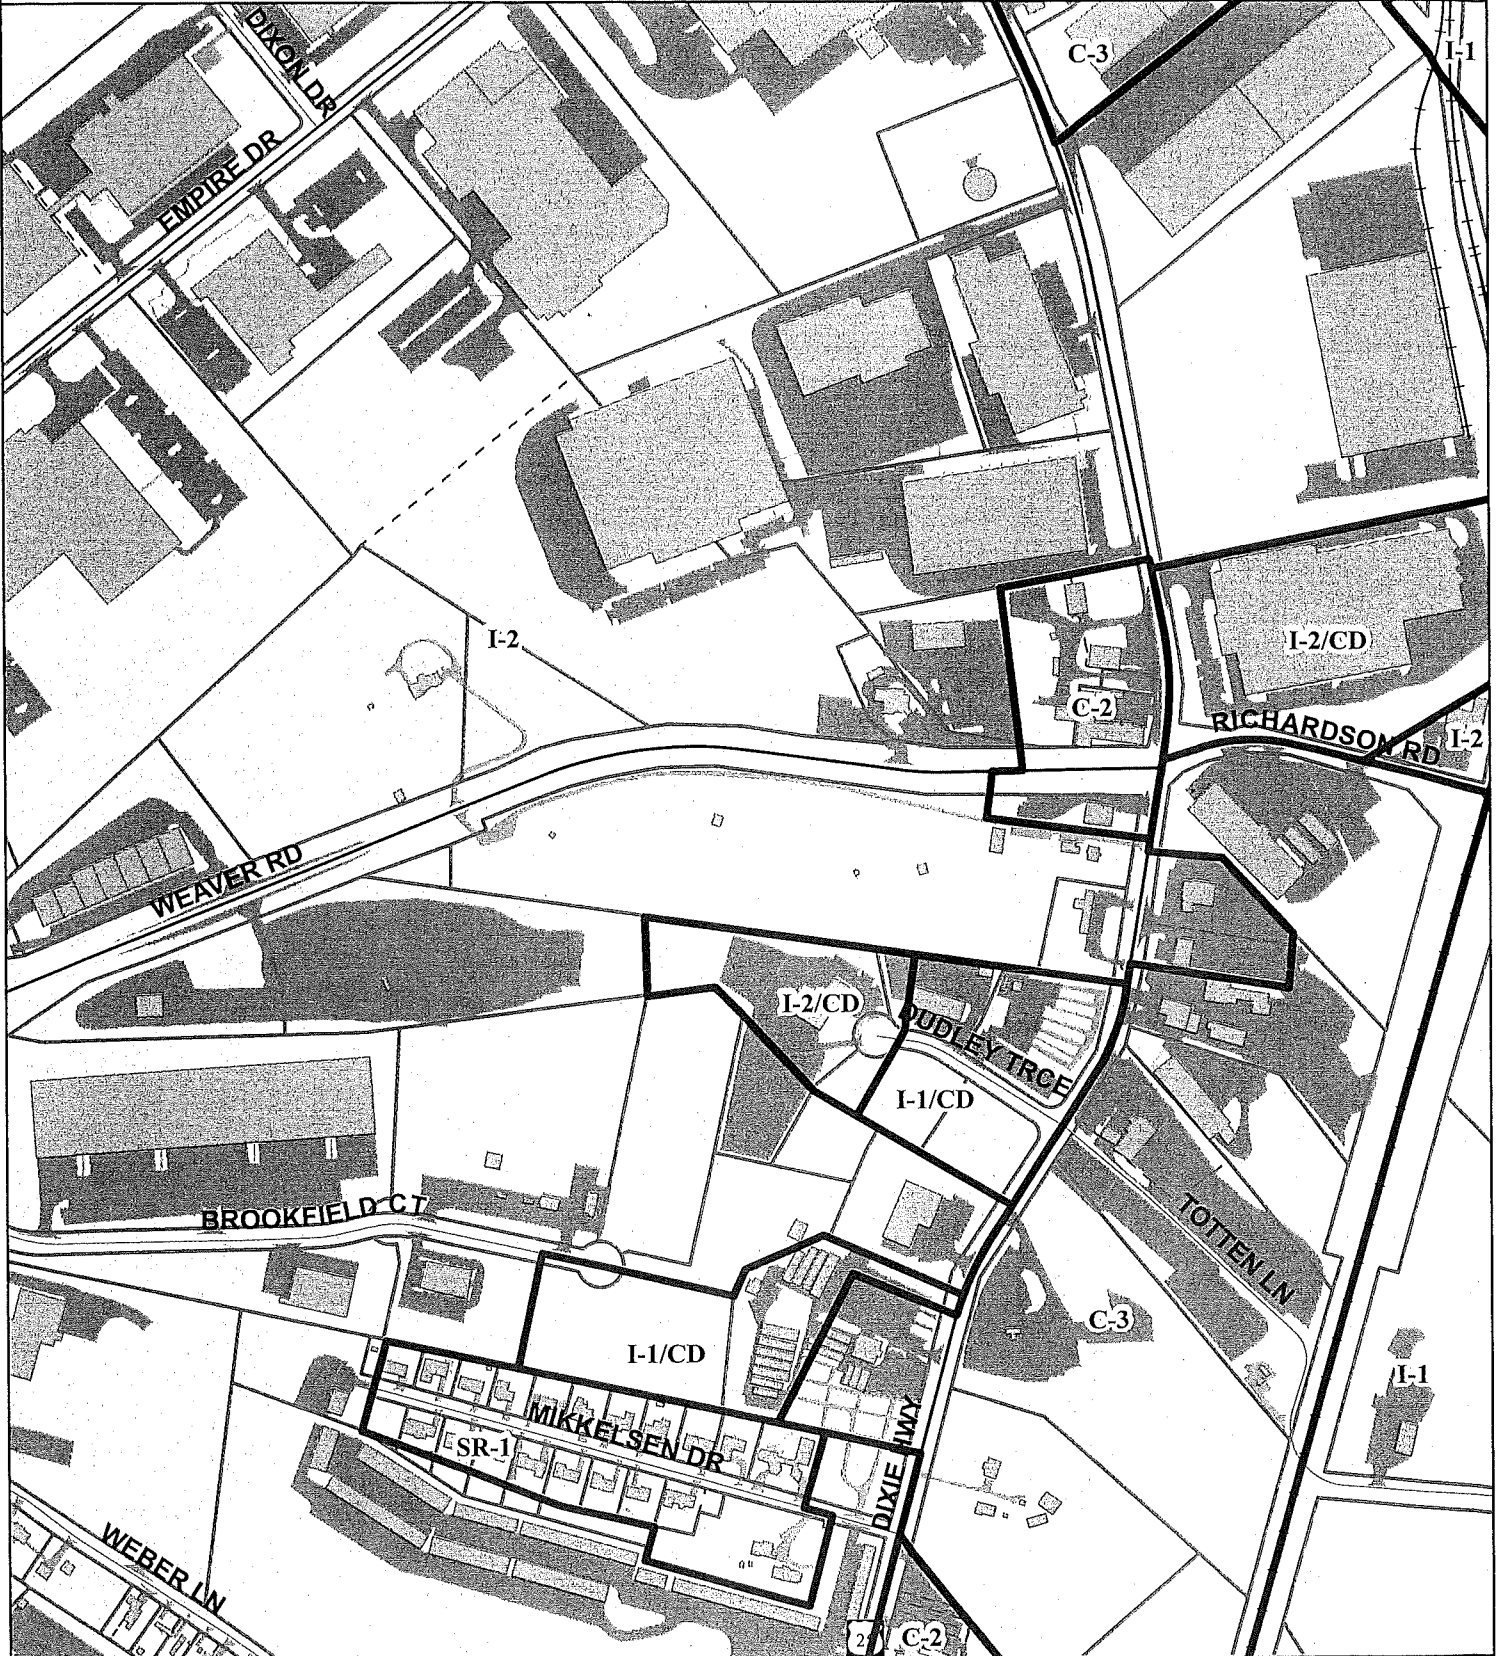 DIXON DR
C-3
I-1
EMPIRE DR
I-2
I-2/CD
C-2
RICHARDSON RD
I-2
WEAVER RD
I-2/CD
DUDLEY TRCE
I-1/CD
BROOKFIELD CT
TOTTEN LN
C-3
I-1/CD
I-1
MIKKELSEN DR
SR-1
DIXIE HWY
WEBER LN
C-2